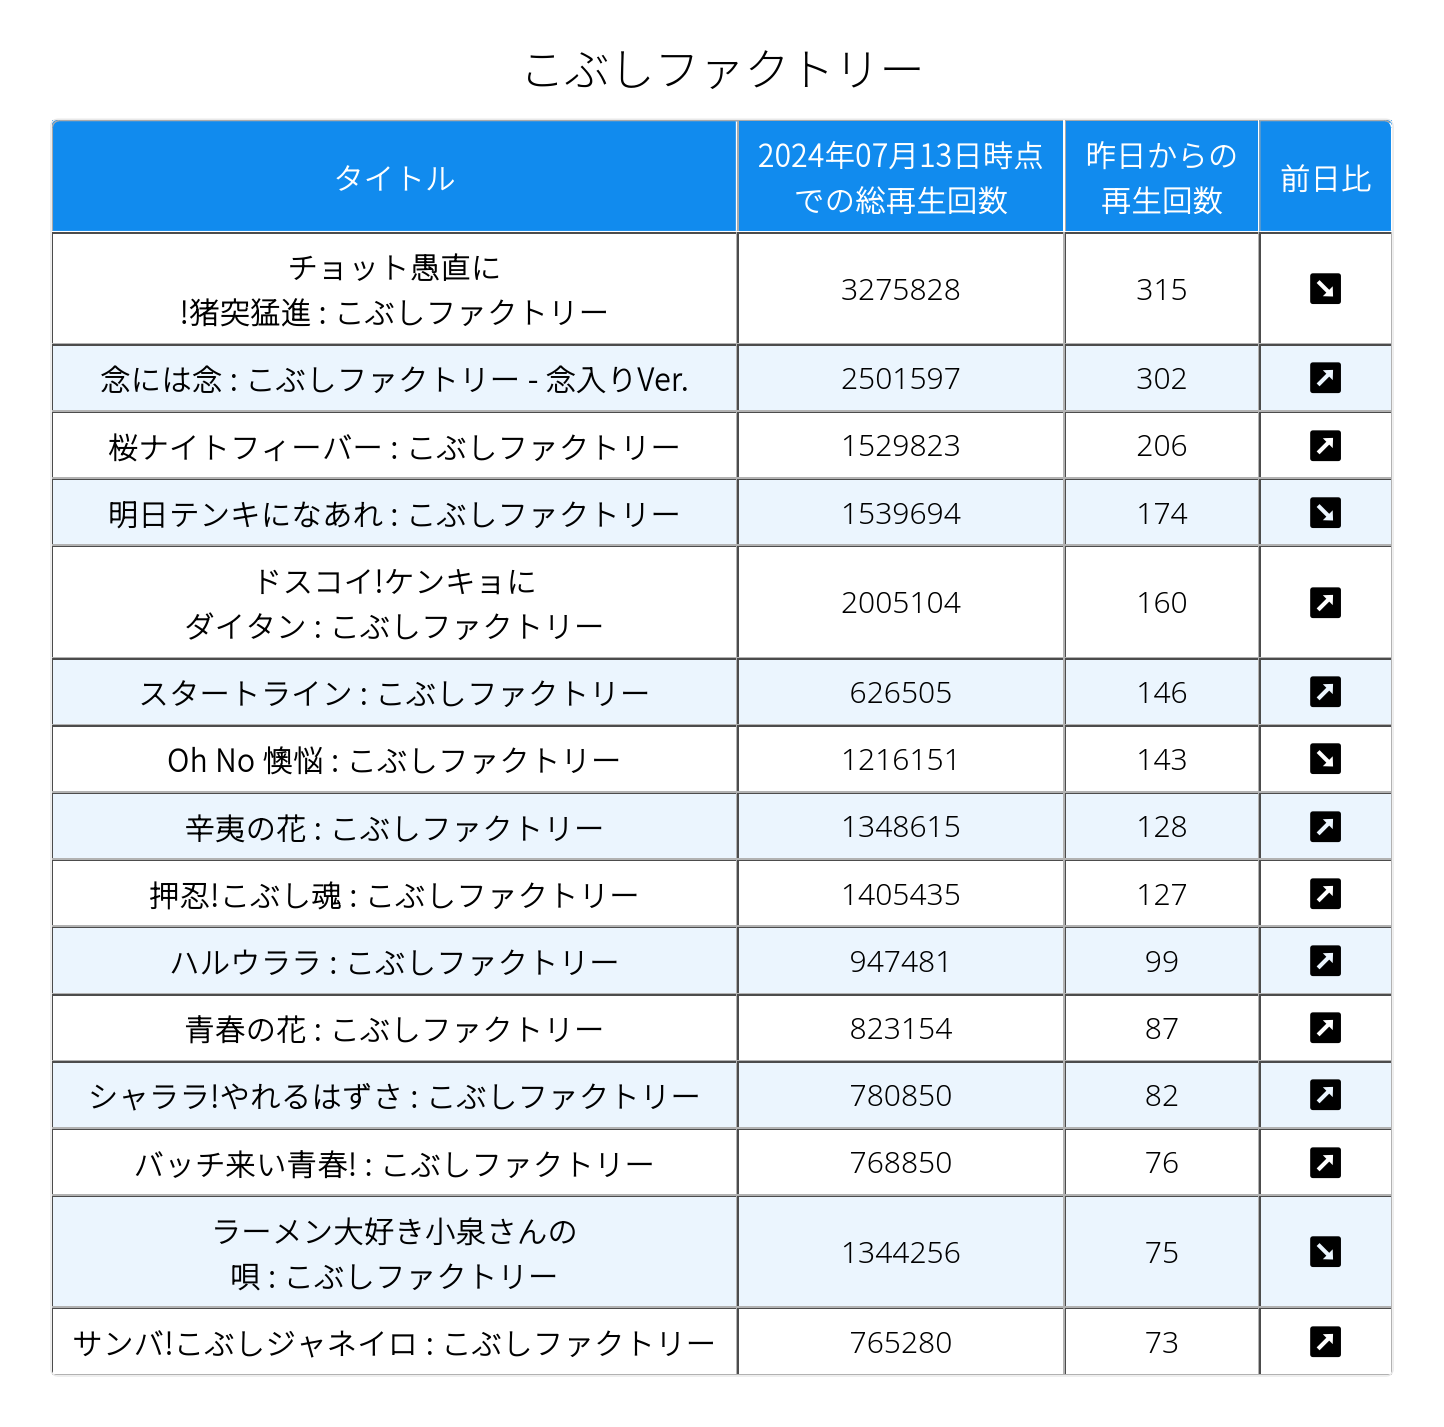 こぶしファクトリー
タイトル
2024年07月13日時点
での総再生回数
昨日からの
再生回数
前日比
チョット愚直に
!猪突猛進 : こぶしファクトリー
3275828
315
念には念 : こぶしファクトリー - 念入りVer.
2501597
302
桜ナイトフィーバー : こぶしファクトリー
1529823
206
明日テンキになあれ : こぶしファクトリー
1539694
174
ドスコイ!ケンキョに
ダイタン : こぶしファクトリー
2005104
160
スタートライン : こぶしファクトリー
626505
146
Oh No 懊悩 : こぶしファクトリー
1216151
143
辛夷の花 : こぶしファクトリー
1348615
128
押忍!こぶし魂 : こぶしファクトリー
1405435
127
ハルウララ : こぶしファクトリー
947481
99
青春の花 : こぶしファクトリー
823154
87
シャララ!やれるはずさ : こぶしファクトリー
780850
82
バッチ来い青春! : こぶしファクトリー
768850
76
ラーメン大好き小泉さんの
唄 : こぶしファクトリー
1344256
75
サンバ!こぶしジャネイロ : こぶしファクトリー
765280
73